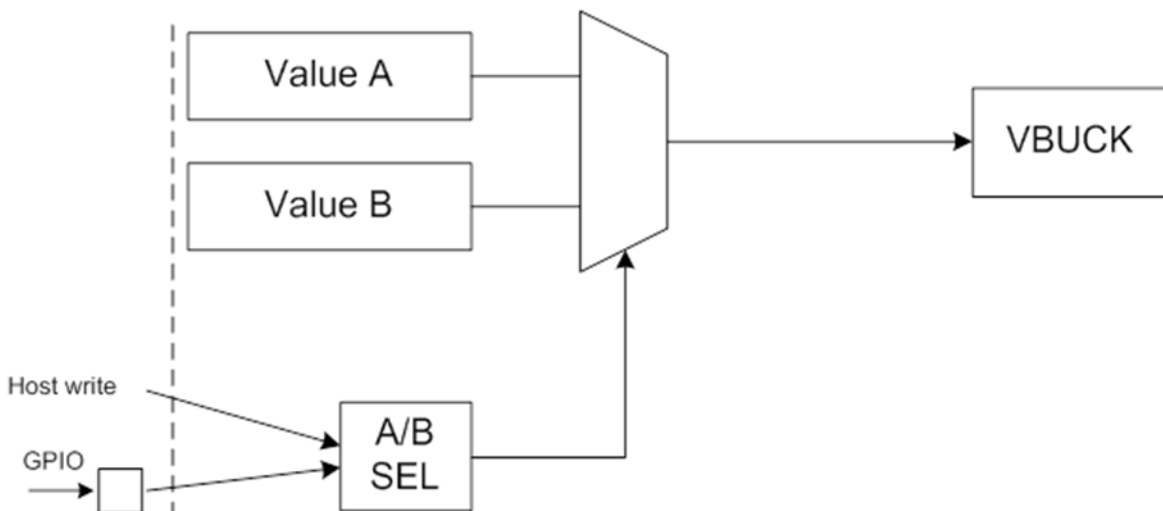 Value A
VBUCK
Value B
Host write
A/B
SEL
GPIO